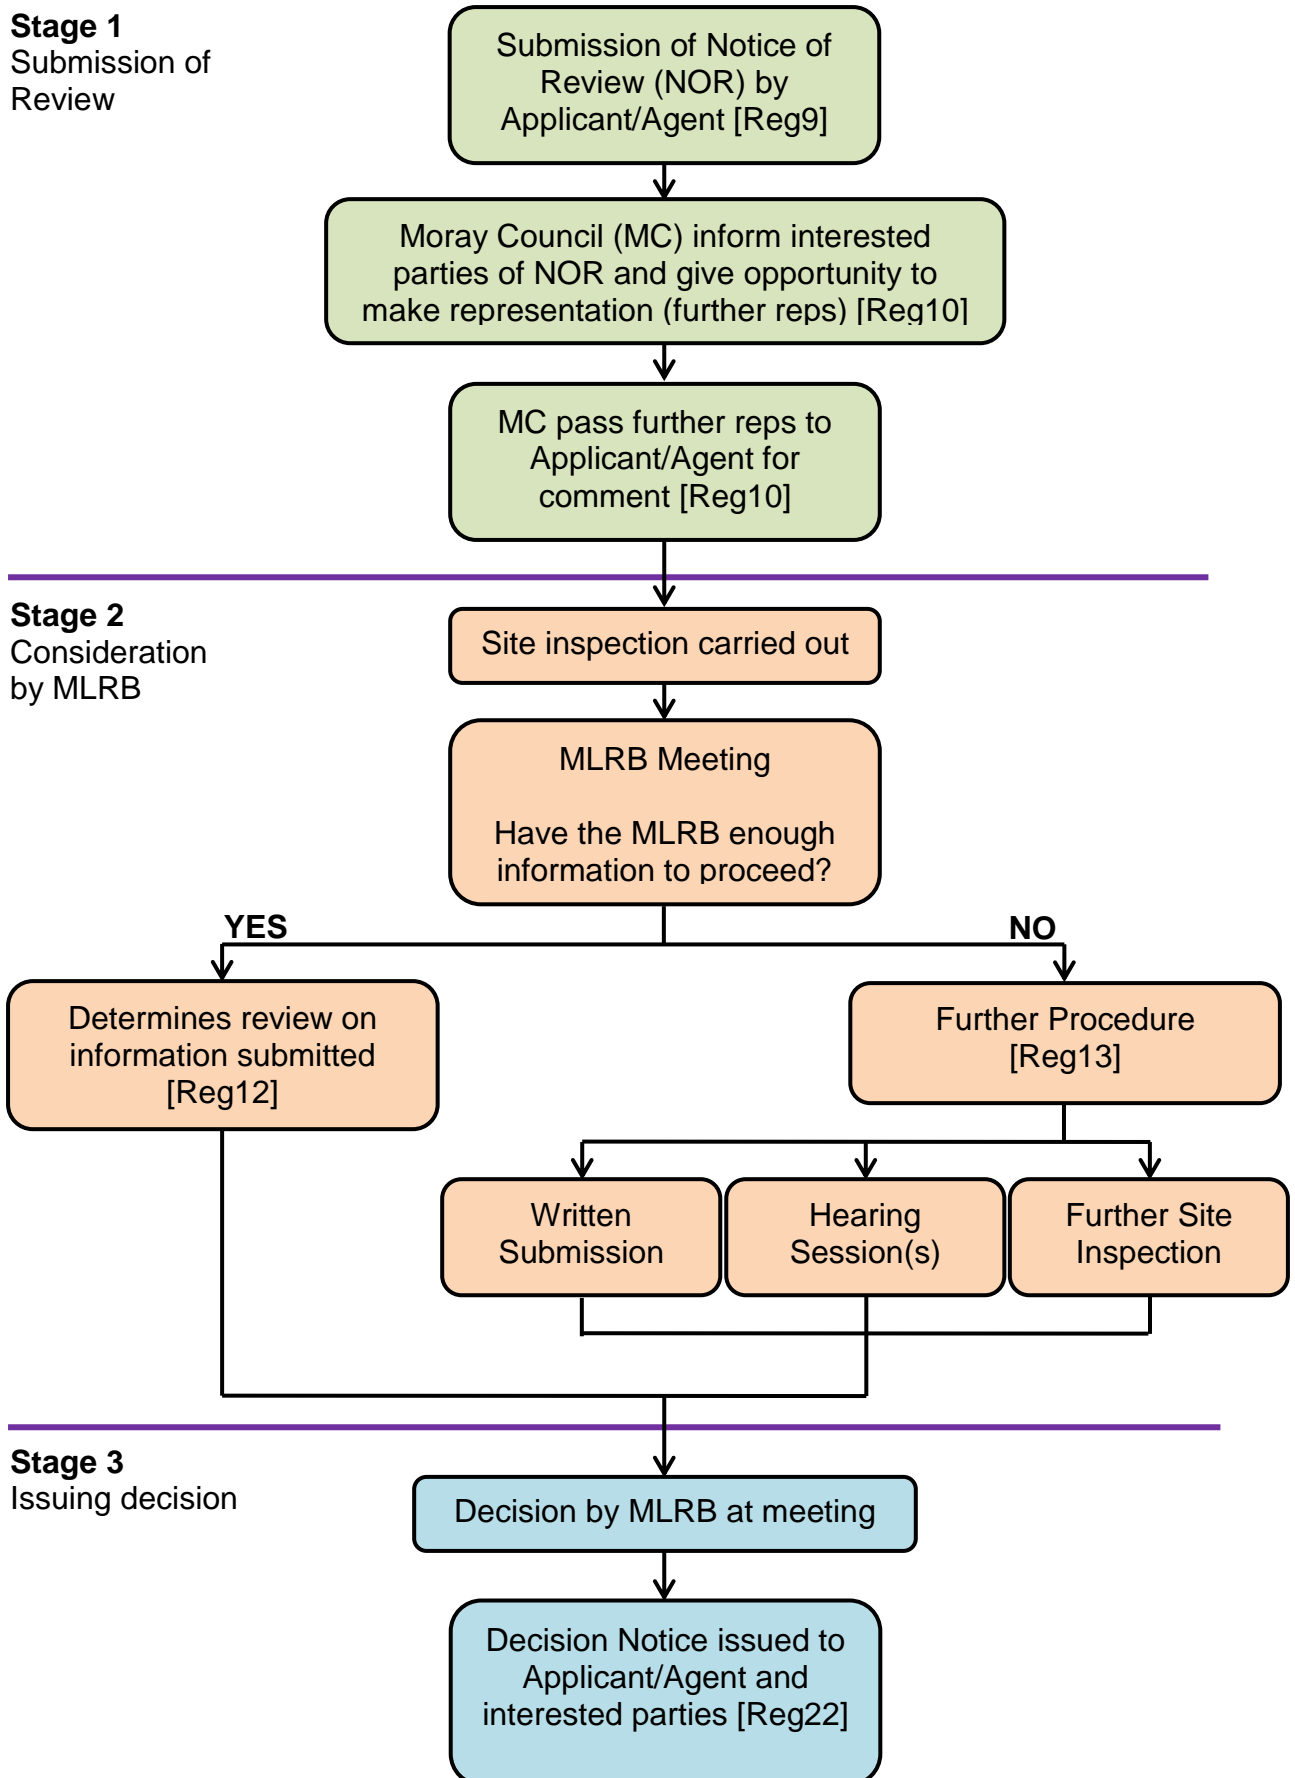 Stage 1
Submission of
Review
Submission of Notice of
Review (NOR) by
Applicant/Agent [Reg9]
Moray Council (MC) inform interested
parties of NOR and give opportunity to
make representation (further reps) [Reg10]
MC pass further reps to
Applicant/Agent for
comment [Reg10]
Stage 2
Consideration
by MLRB
Site inspection carried out
MLRB Meeting
Have the MLRB enough
information to proceed?
YES
NO
Determines review on
information submitted
[Reg12]
Further Procedure
[Reg13]
Written
Submission
Hearing
Session(s)
Further Site
Inspection
Stage 3
Issuing decision
Decision by MLRB at meeting
Decision Notice issued to
Applicant/Agent and
interested parties [Reg22]